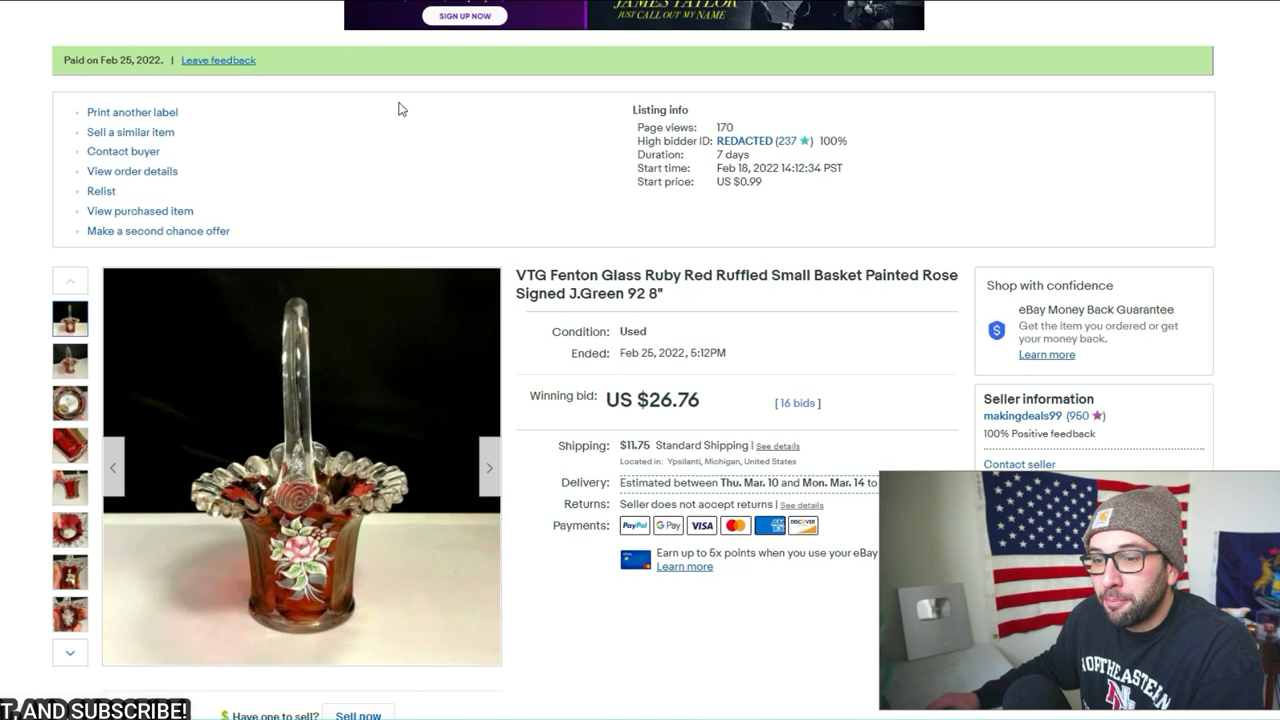 SIGN UP NOW
JAMES TAYLOR
JUST CALL OUT MY NAME
Paid on Feb 25, 2022. | Leave feedback
Print another label
Sell a similar item
Contact buyer
View order details
Relist
View purchased item
Make a second chance offer
Listing info
Page views: 170
High bidder ID: REDACTED (237 ) 100%
Duration: 7 days
Start time: Feb 18, 2022 14:12:34 PST
Start price: US $0.99
VTG Fenton Glass Ruby Red Ruffled Small Basket Painted Rose
Signed J.Green 92 8"
Condition: Used
Ended: Feb 25, 2022, 5:12PM
Winning bid: US $26.76 [ 16 bids ]
Shipping: $11.75 Standard Shipping | See details
Located in: Ypsilanti, Michigan, United States
Delivery: Estimated between Thu. Mar. 10 and Mon. Mar. 14 to
Returns: Seller does not accept returns | See details
Payments: PayPal G Pay VISA DISCOVER
Earn up to 5x points when you use your eBay
Learn more
Shop with confidence
eBay Money Back Guarantee
Get the item you ordered or get
your money back.
Learn more
Seller information
makingdeals99 (950 )
100% Positive feedback
Contact seller
Have one to sell? Sell now
T, AND SUBSCRIBE!
carhartt
NORTHEASTERN
N